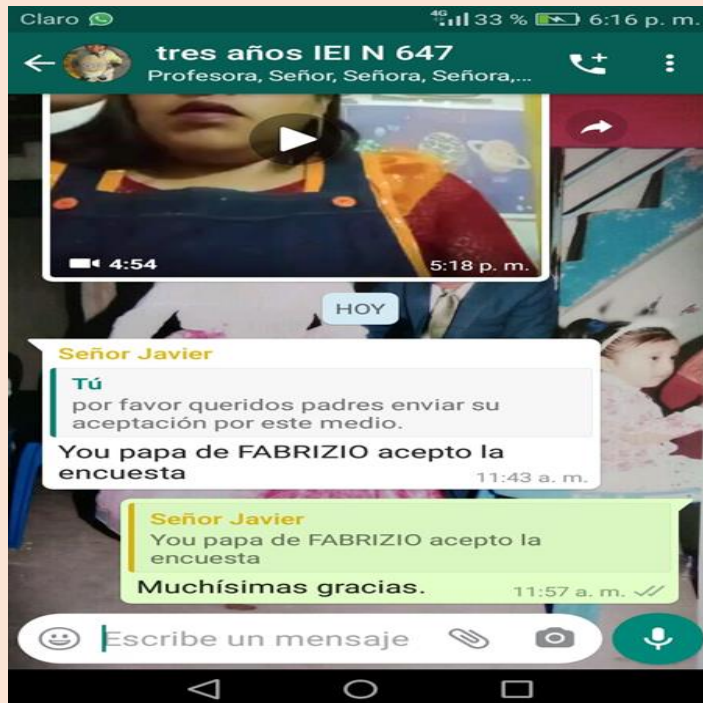 Claro 4G 33 % 6:16 p. m.
tres años IEI N 647
Profesora, Señor, Señora, Señora,...
4:54 5:18 p. m.
HOY
Señor Javier
Tú
por favor queridos padres enviar su
aceptación por este medio.
You papa de FABRIZIO acepto la
encuesta 11:43 a. m.
Señor Javier
You papa de FABRIZIO acepto la
encuesta
Muchísimas gracias. 11:57 a. m.
Escribe un mensaje